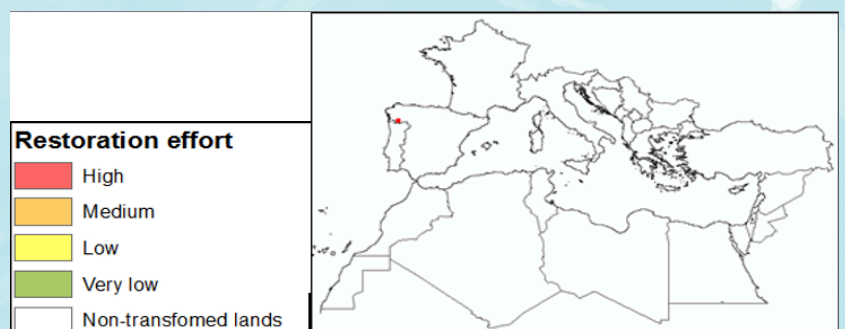 Restoration effort
High
Medium
Low
Very low
Non-transfomed lands